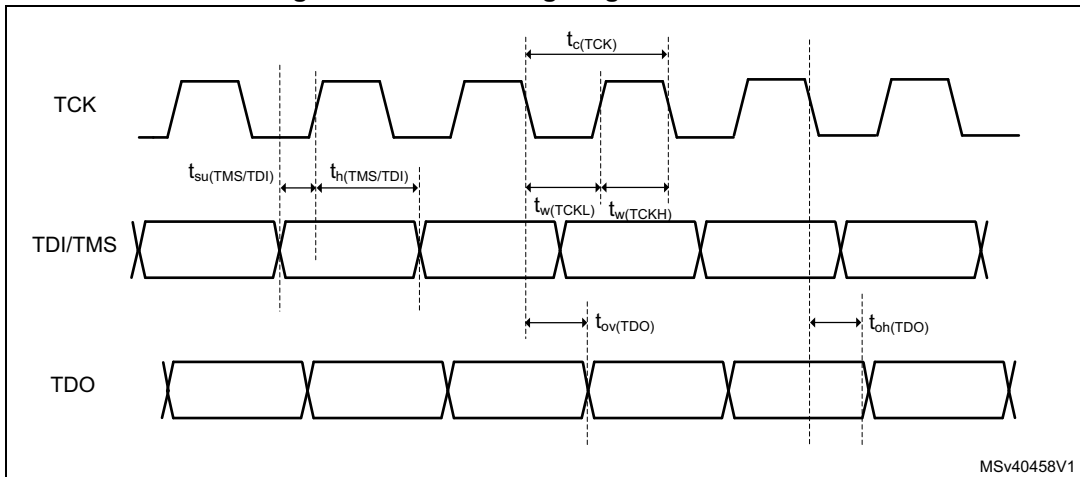 tc(TCK)
TCK
tsu(TMS/TDI)
th(TMS/TDI)
tw(TCKL)
tw(TCKH)
TDI/TMS
tov(TDO)
toh(TDO)
TDO
MSv40458V1